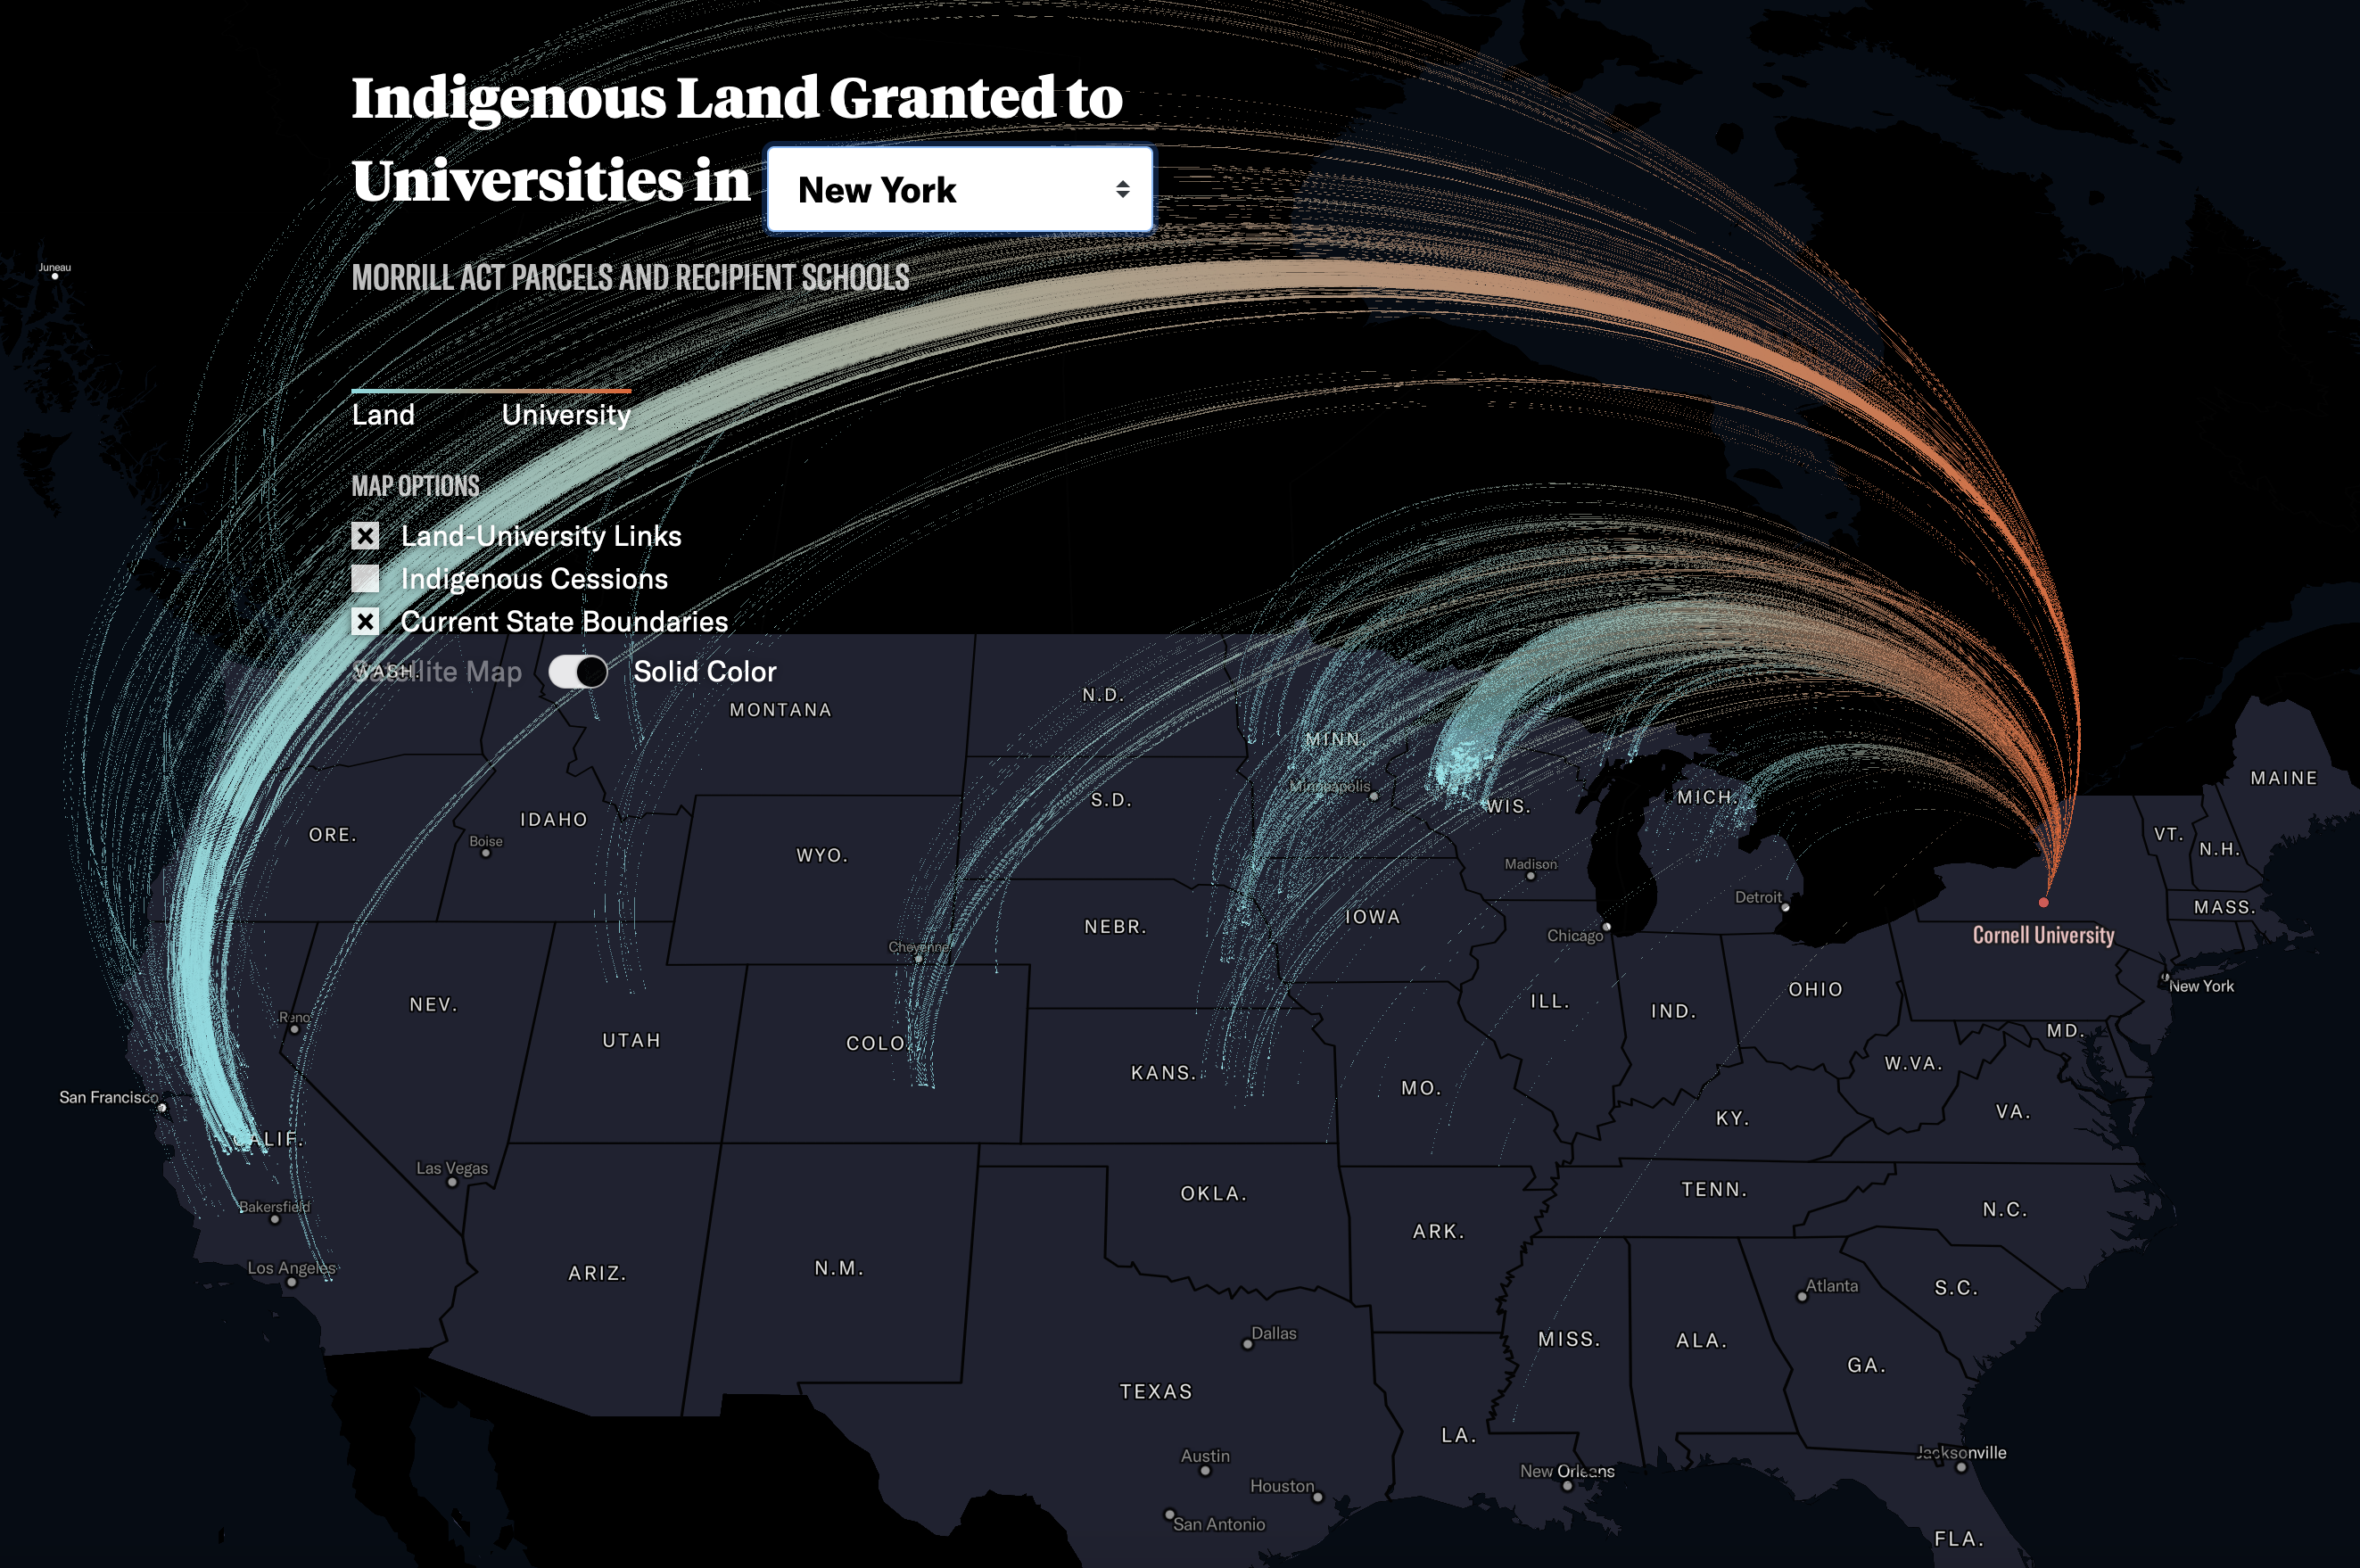 Indigenous Land Granted to
Universities in New York
MORRILL ACT PARCELS AND RECIPIENT SCHOOLS
Juneau
Land University
MAP OPTIONS
Land-University Links
Indigenous Cessions
Current State Boundaries
Satellite Map Solid Color
WASH.
MONTANA
N.D.
MINN.
Minneapolis
MAINE
ORE.
IDAHO
Boise
WYO.
S.D.
WIS.
MICH.
VT.
N.H.
Madison
Detroit
MASS.
NEBR.
IOWA
Chicago
Cornell University
Cheyenne
New York
Reno
NEV.
UTAH
COLO.
KANS.
ILL.
IND.
OHIO
MD.
W.VA.
San Francisco
CALIF.
MO.
KY.
VA.
Las Vegas
Bakersfield
OKLA.
TENN.
N.C.
ARK.
Los Angeles
ARIZ.
N.M.
Atlanta
S.C.
Dallas
MISS.
ALA.
GA.
TEXAS
LA.
Austin
Houston
San Antonio
New Orleans
Jacksonville
FLA.